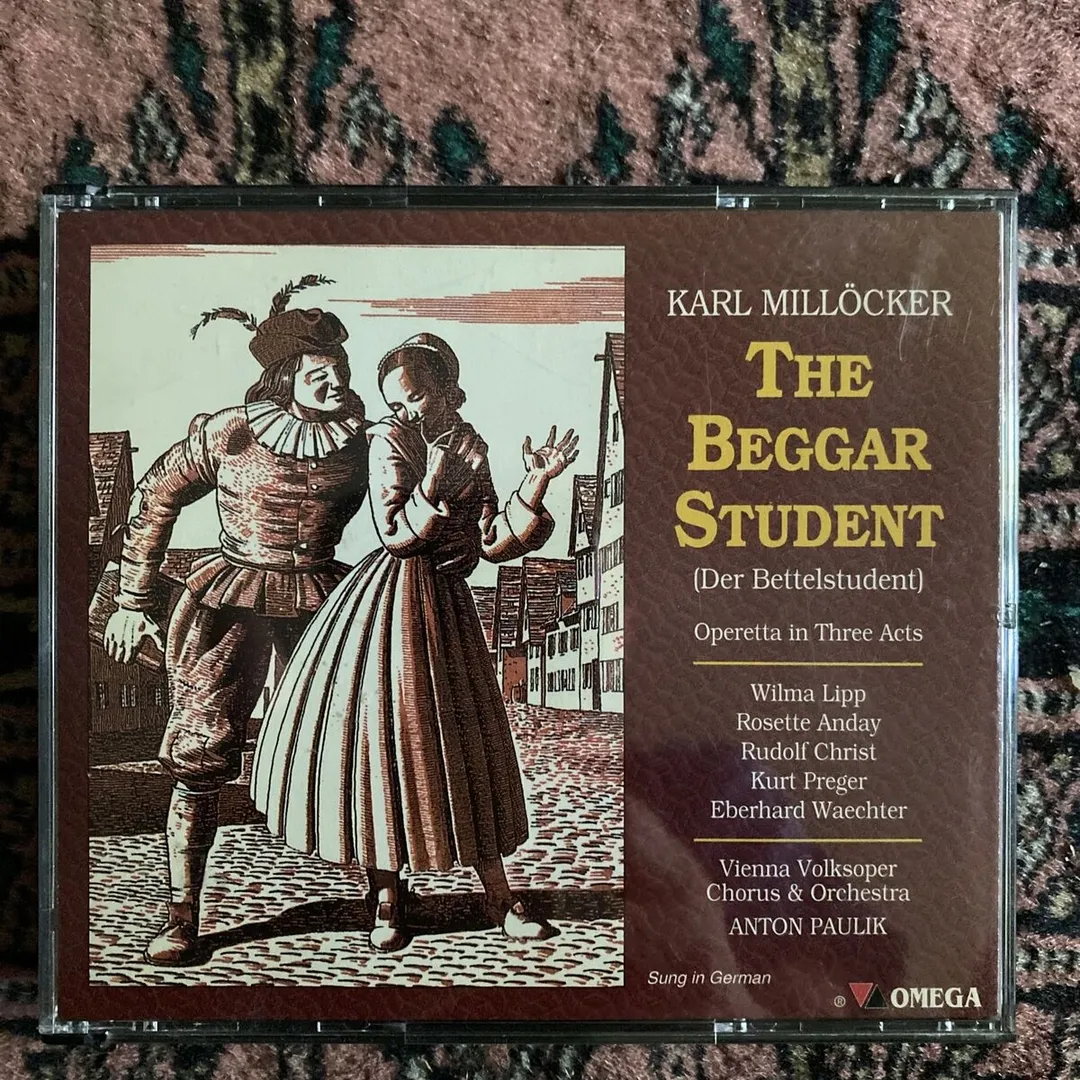 KARL MILLÖCKER
THE
BEGGAR
STUDENT
(Der Bettelstudent)
Operetta in Three Acts
Wilma Lipp
Rosette Anday
Rudolf Christ
Kurt Preger
Eberhard Waechter
Vienna Volksoper
Chorus & Orchestra
ANTON PAULIK
Sung in German
® OMEGA